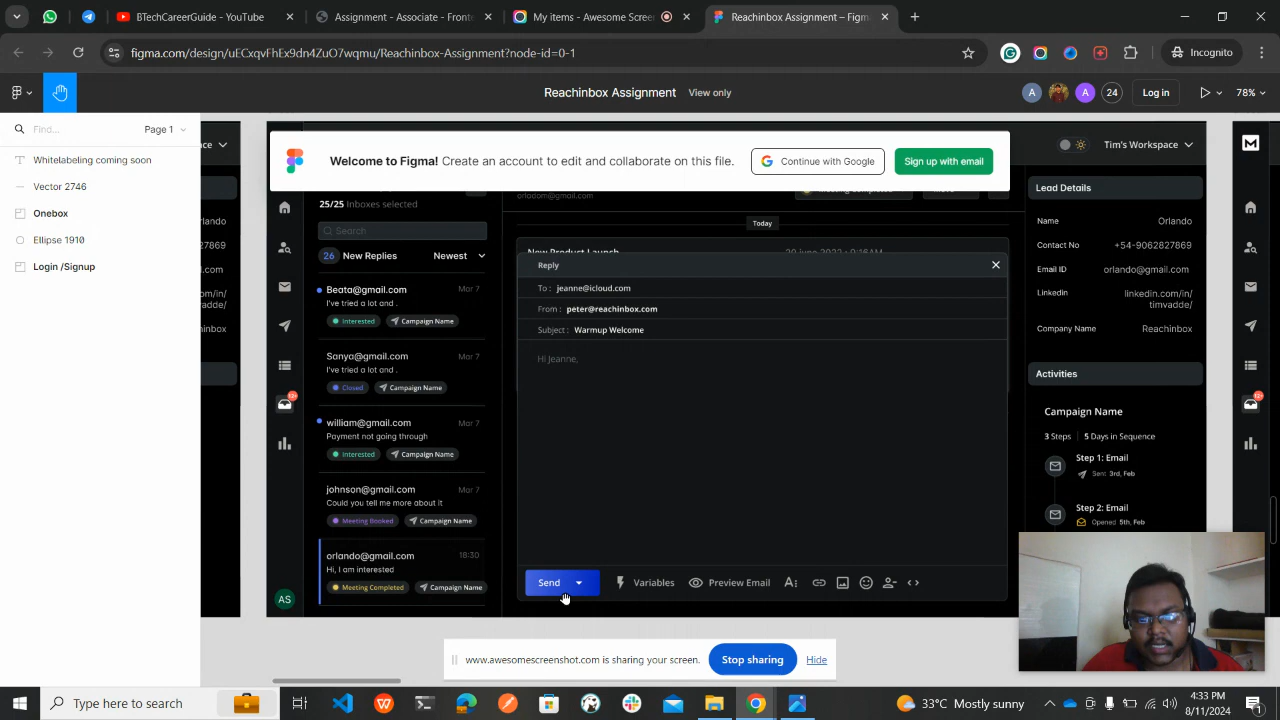 BTechCareerGuide - YouTube
Assignment - Associate - Front
My items - Awesome Screen
Reachinbox Assignment – Figm
figma.com/design/uECxqvFhEx9dn4ZuO7wqmu/Reachinbox-Assignment?node-id=0-1
Incognito
Reachinbox Assignment
View only
A
A
24
Log in
78%
Find...
Page 1
Whitelabeling coming soon
Vector 2746
Onebox
Ellipse 1910
Login /Signup
Welcome to Figma! Create an account to edit and collaborate on this file.
Continue with Google
Sign up with email
Tim's Workspace
25/25 Inboxes selected
Search
26 New Replies
Newest
Beata@gmail.com
Mar 7
I've tried a lot and .
Interested
Campaign Name
Sanya@gmail.com
Mar 7
I've tried a lot and .
Closed
Campaign Name
william@gmail.com
Mar 7
Payment not going through
Interested
Campaign Name
johnson@gmail.com
Mar 7
Could you tell me more about it
Meeting Booked
Campaign Name
orlando@gmail.com
18:30
Hi, I am interested
Meeting Completed
Campaign Name
AS
Today
New Product Launch
Reply
To : jeanne@icloud.com
From : peter@reachinbox.com
Subject : Warmup Welcome
Hi Jeanne,
Send
Variables
Preview Email
Lead Details
Name
Orlando
Contact No
+54-9062827869
Email ID
orlando@gmail.com
Linkedin
linkedin.com/in/
timvadde/
Company Name
Reachinbox
Activities
Campaign Name
3 Steps
5 Days in Sequence
Step 1: Email
Sent 3rd, Feb
Step 2: Email
Opened 5th, Feb
www.awesomescreenshot.com is sharing your screen.
Stop sharing
Hide
Type here to search
33°C Mostly sunny
4:33 PM
8/11/2024